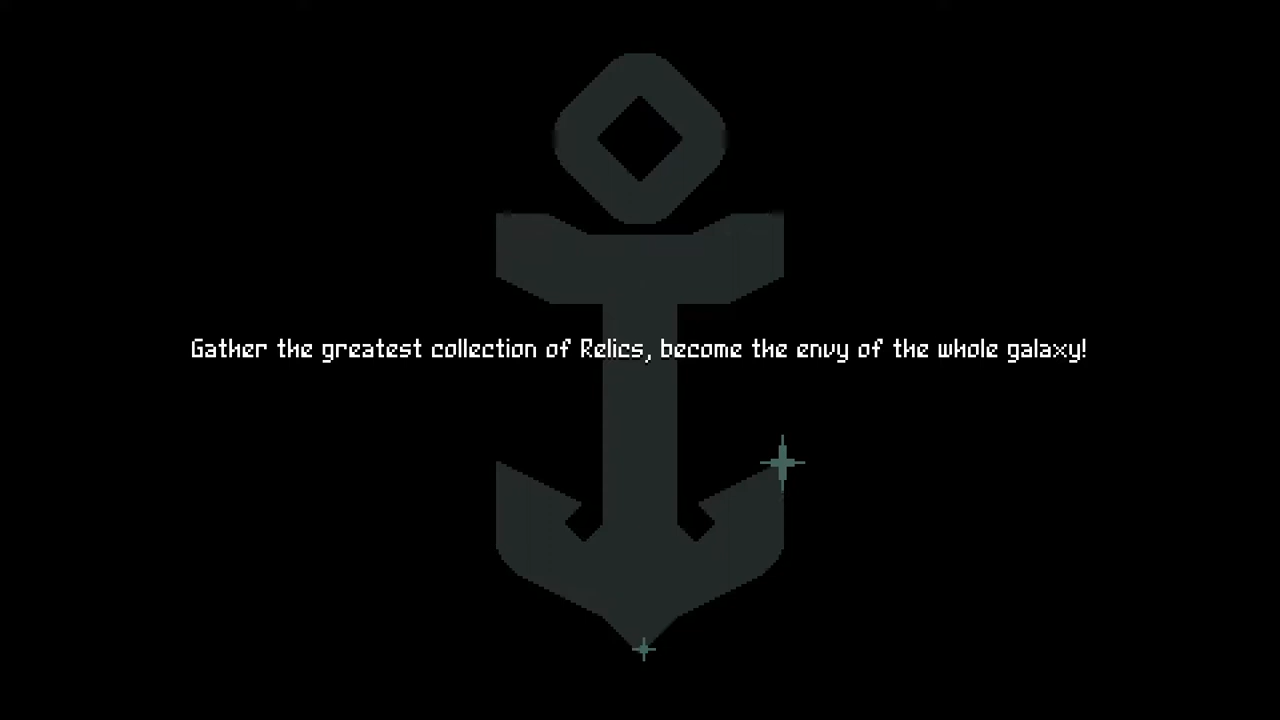 Gather the greatest collection of Relics, become the envy of the whole galaxy!